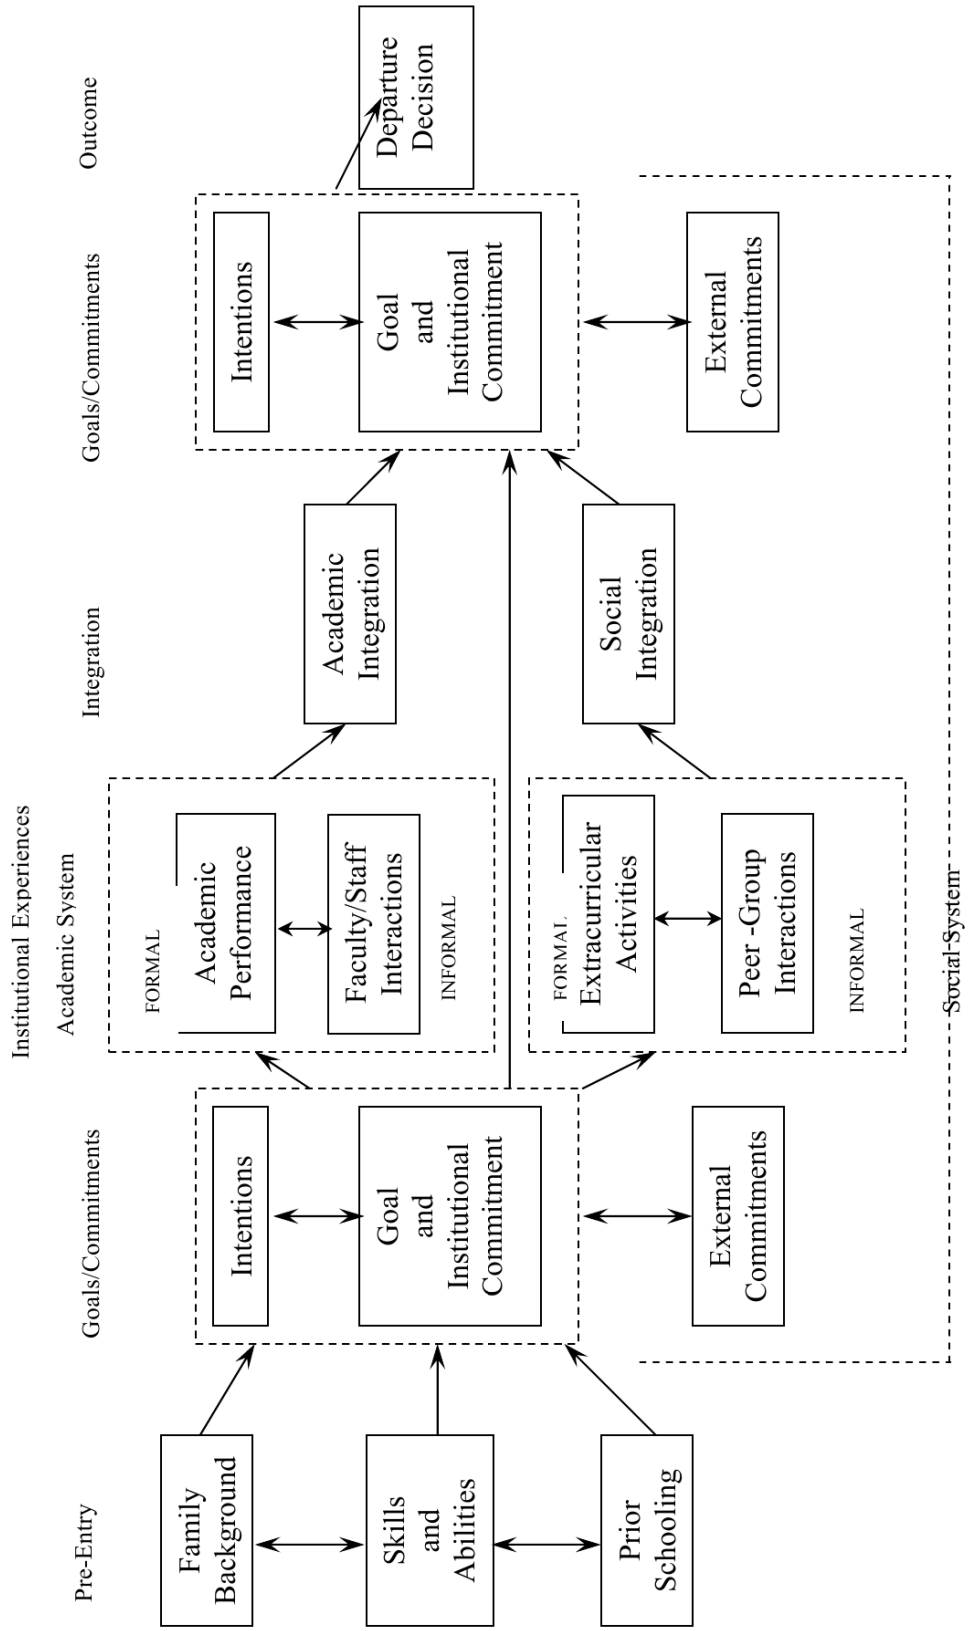 Institutional Experiences
Pre-Entry
Goals/Commitments
Academic System
Integration
Goals/Commitments
Outcome
Family
Background
Skills
and
Abilities
Prior
Schooling
Intentions
Goal
and
Institutional
Commitment
External
Commitments
FORMAL
Academic
Performance
Faculty/Staff
Interactions
INFORMAL
FORMAL
Extracurricular
Activities
Peer -Group
Interactions
INFORMAL
Academic
Integration
Social
Integration
Intentions
Goal
and
Institutional
Commitment
External
Commitments
Departure
Decision
Social System